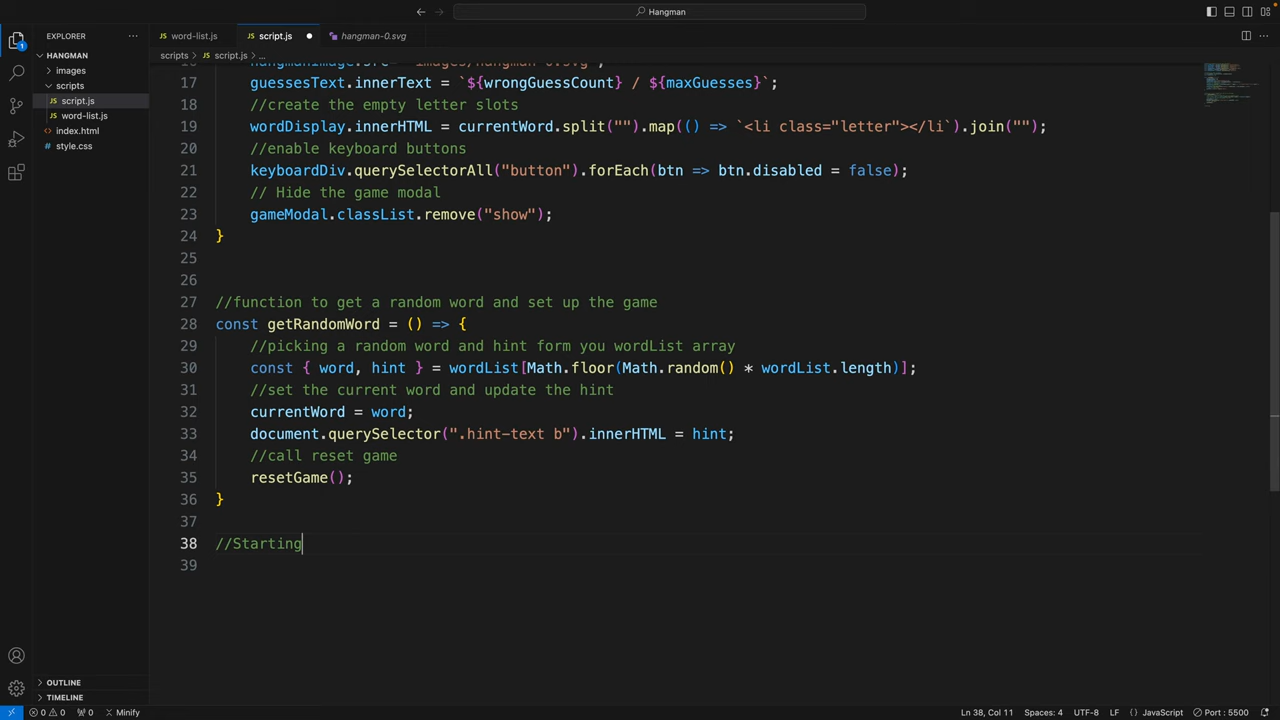 Hangman
EXPLORER
word-list.js
script.js
hangman-0.svg
HANGMAN
scripts > JS script.js > ...
images
scripts
JS script.js
JS word-list.js
index.html
# style.css
17 guessesText.innerText = `${wrongGuessCount} / ${maxGuesses}`;
18 //create the empty letter slots
19 wordDisplay.innerHTML = currentWord.split("").map(() => `<li class="letter"></li`).join("");
20 //enable keyboard buttons
21 keyboardDiv.querySelectorAll("button").forEach(btn => btn.disabled = false);
22 // Hide the game modal
23 gameModal.classList.remove("show");
24 }
25
26
27 //function to get a random word and set up the game
28 const getRandomWord = () => {
29 //picking a random word and hint form you wordList array
30 const { word, hint } = wordList[Math.floor(Math.random() * wordList.length)];
31 //set the current word and update the hint
32 currentWord = word;
33 document.querySelector(".hint-text b").innerHTML = hint;
34 //call reset game
35 resetGame();
36 }
37
38 //Starting
39
OUTLINE
TIMELINE
0 0 0 Minify Ln 38, Col 11 Spaces: 4 UTF-8 LF {} JavaScript Port : 5500